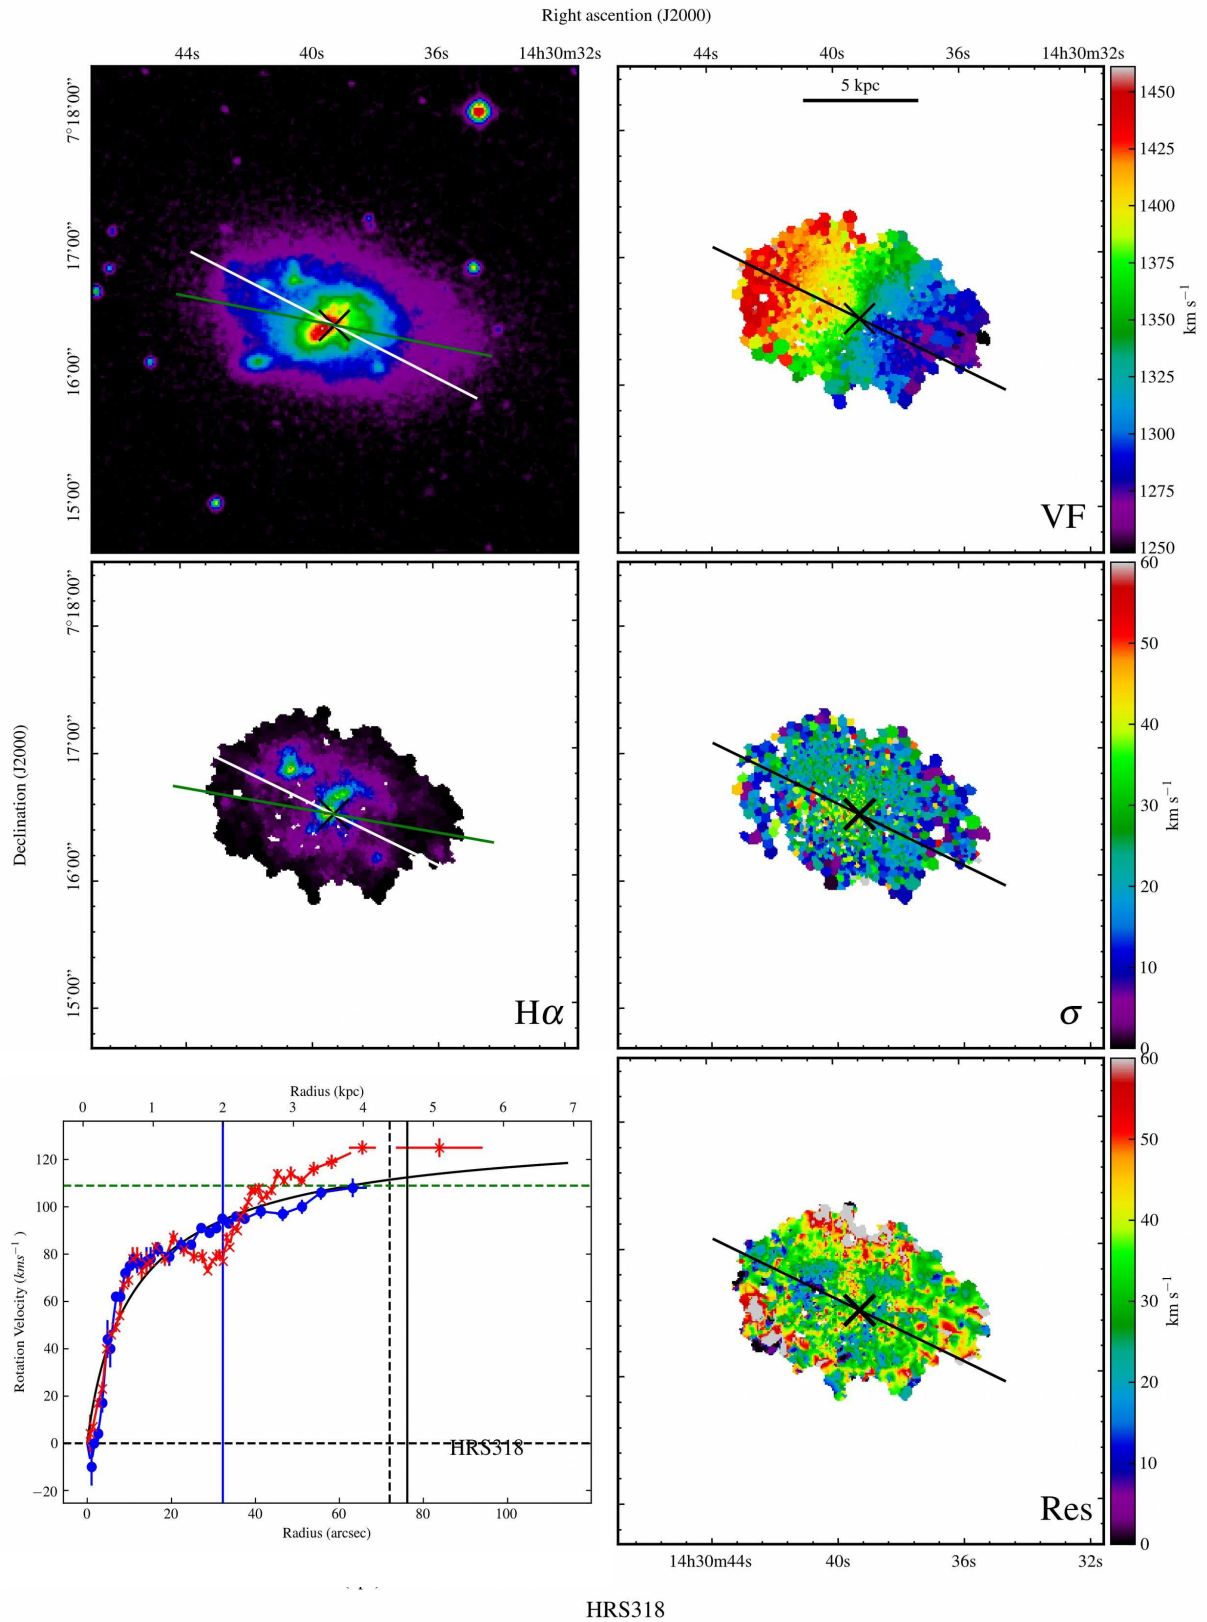 Right ascention (J2000)
44s 40s 36s 14h30m32s
44s 40s 36s 14h30m32s
7°18'00”
17'00”
16'00”
15'00”
5 kpc
VF
1450
1425
1400
1375
1350
1325
1300
1275
1250
km s⁻¹
Declination (J2000)
7°18'00”
17'00”
16'00”
15'00”
Hα
σ
60
50
40
30
20
10
0
km s⁻¹
Radius (kpc)
0 1 2 3 4 5 6 7
Rotation Velocity (kms⁻¹)
120
100
80
60
40
20
0
−20
HRS318
0 20 40 60 80 100
Radius (arcsec)
Res
60
50
40
30
20
10
0
km s⁻¹
14h30m44s 40s 36s 32s
HRS318